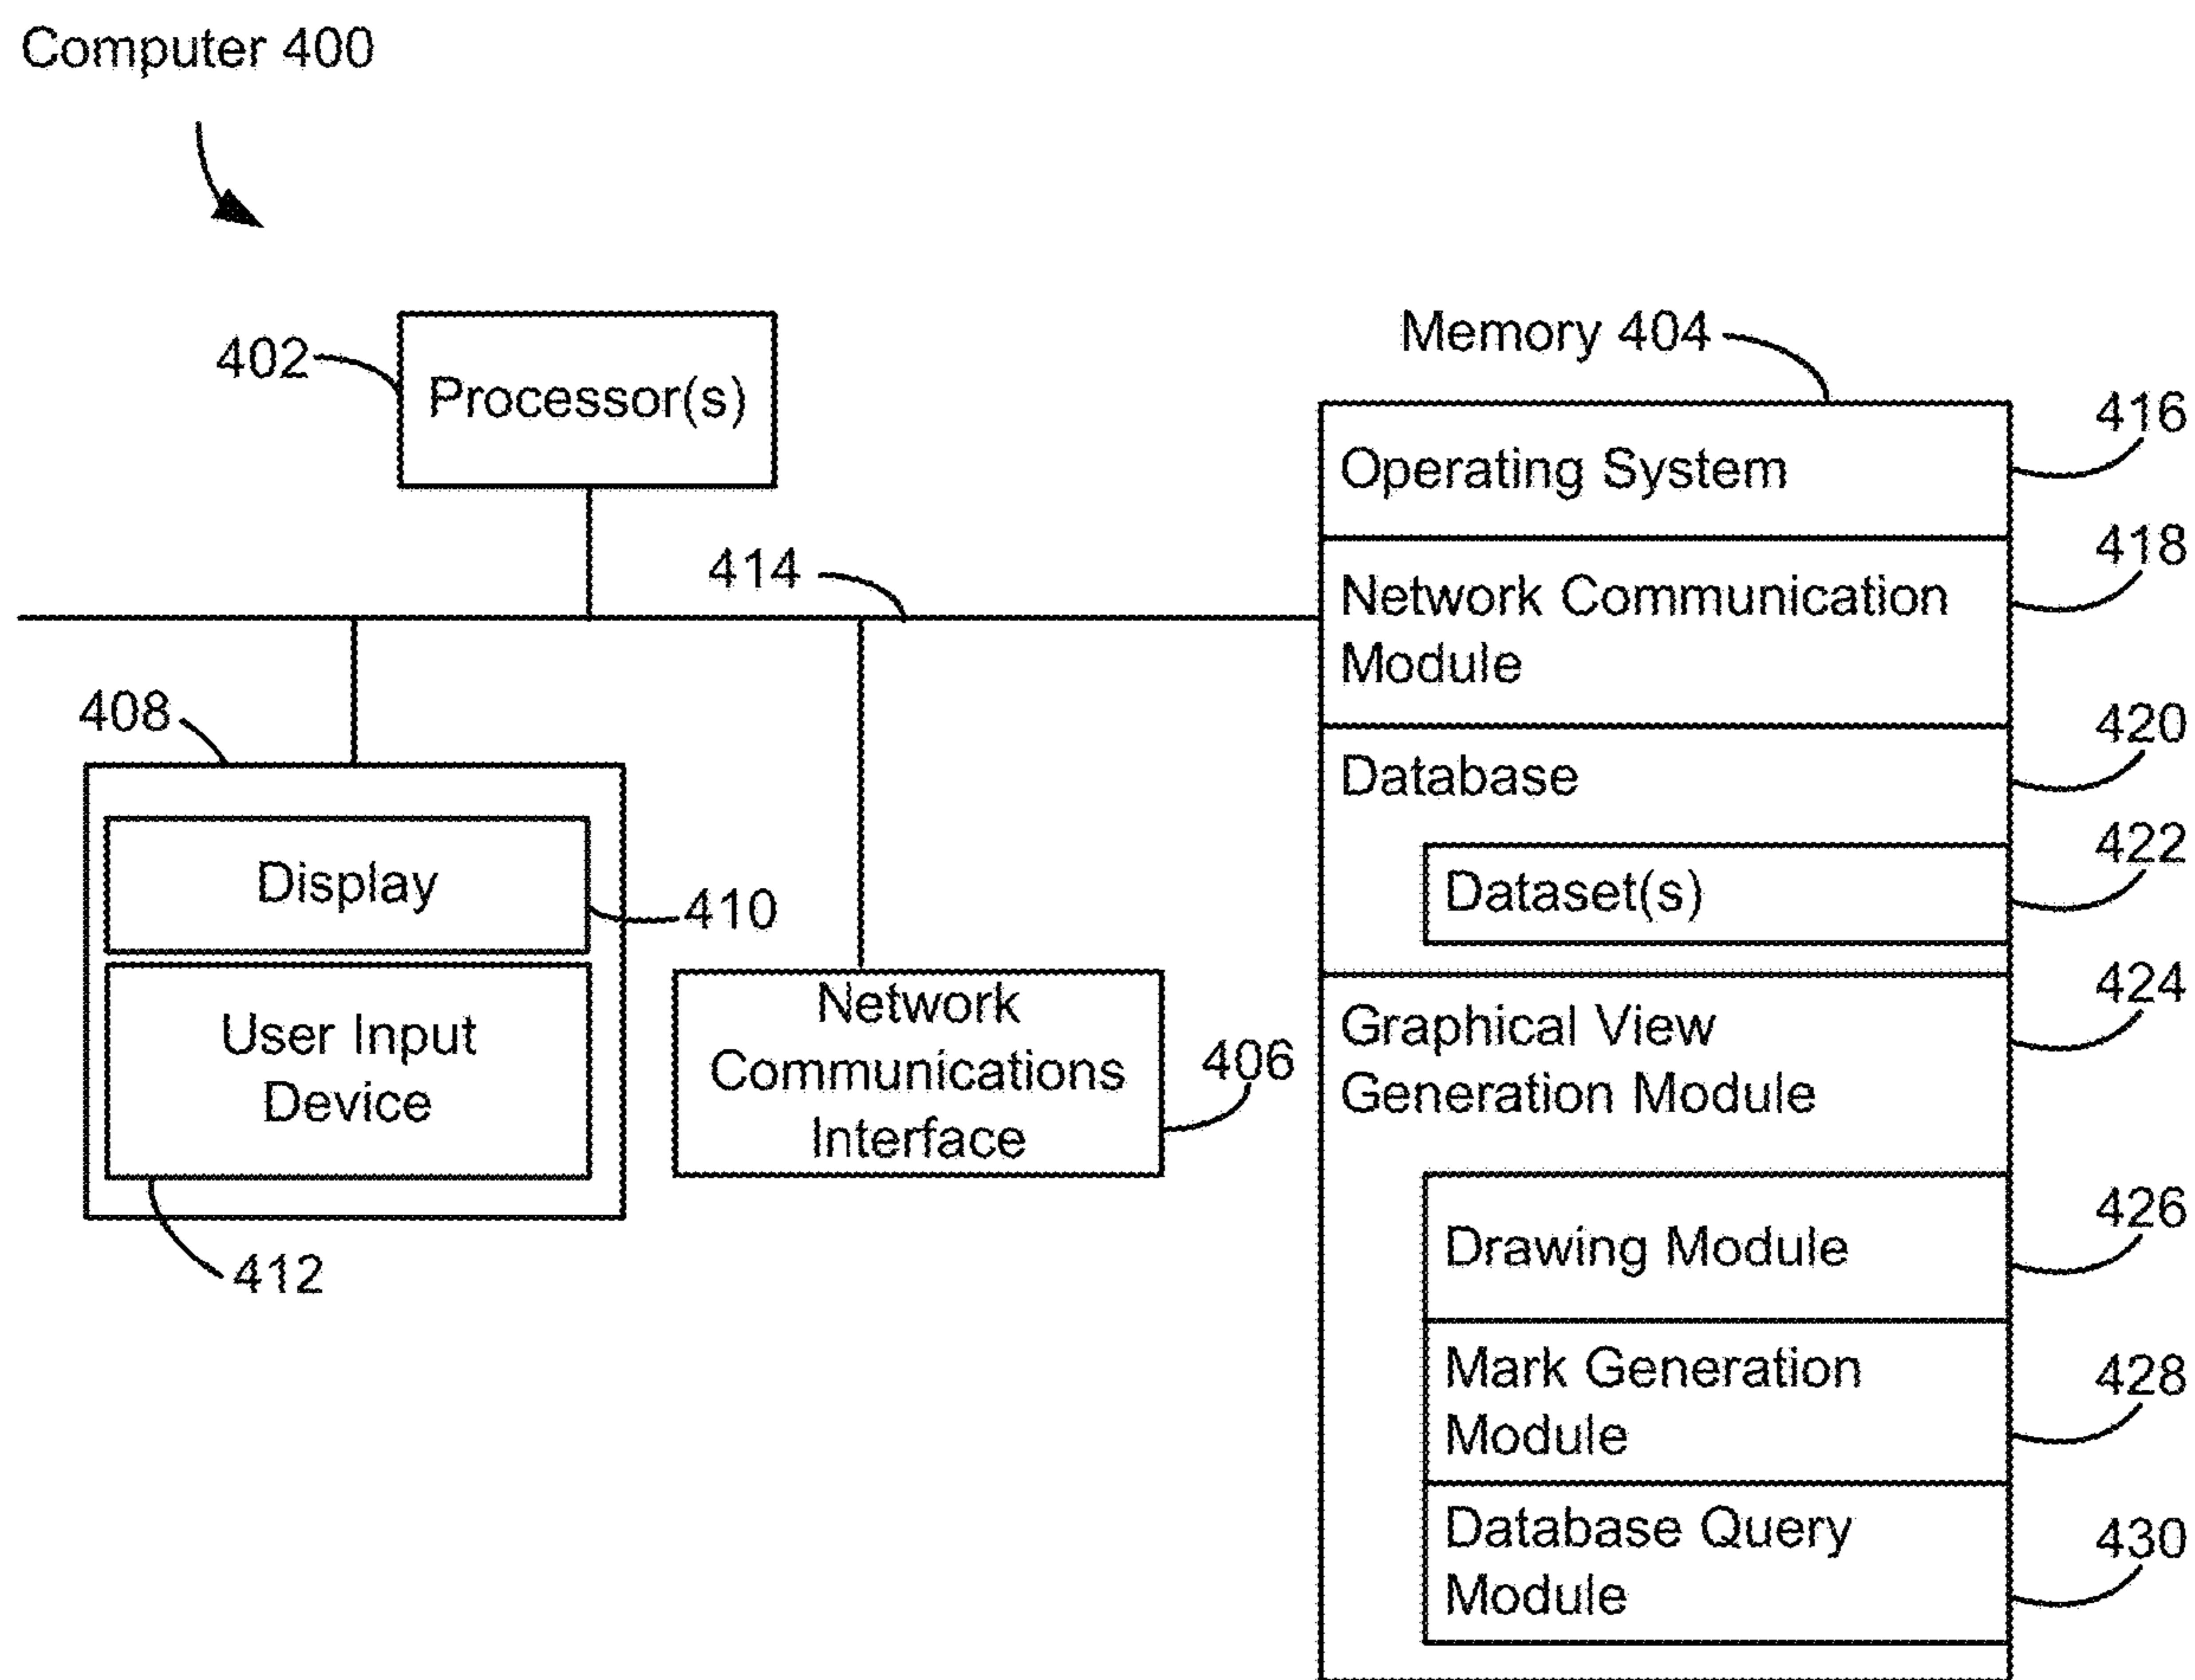 Computer 400
402
Processor(s)
414
408
Display
410
User Input
Device
412
Network
Communications
Interface
406
Memory 404
Operating System
416
Network Communication
Module
418
Database
420
Dataset(s)
422
Graphical View
Generation Module
424
Drawing Module
426
Mark Generation
Module
428
Database Query
Module
430